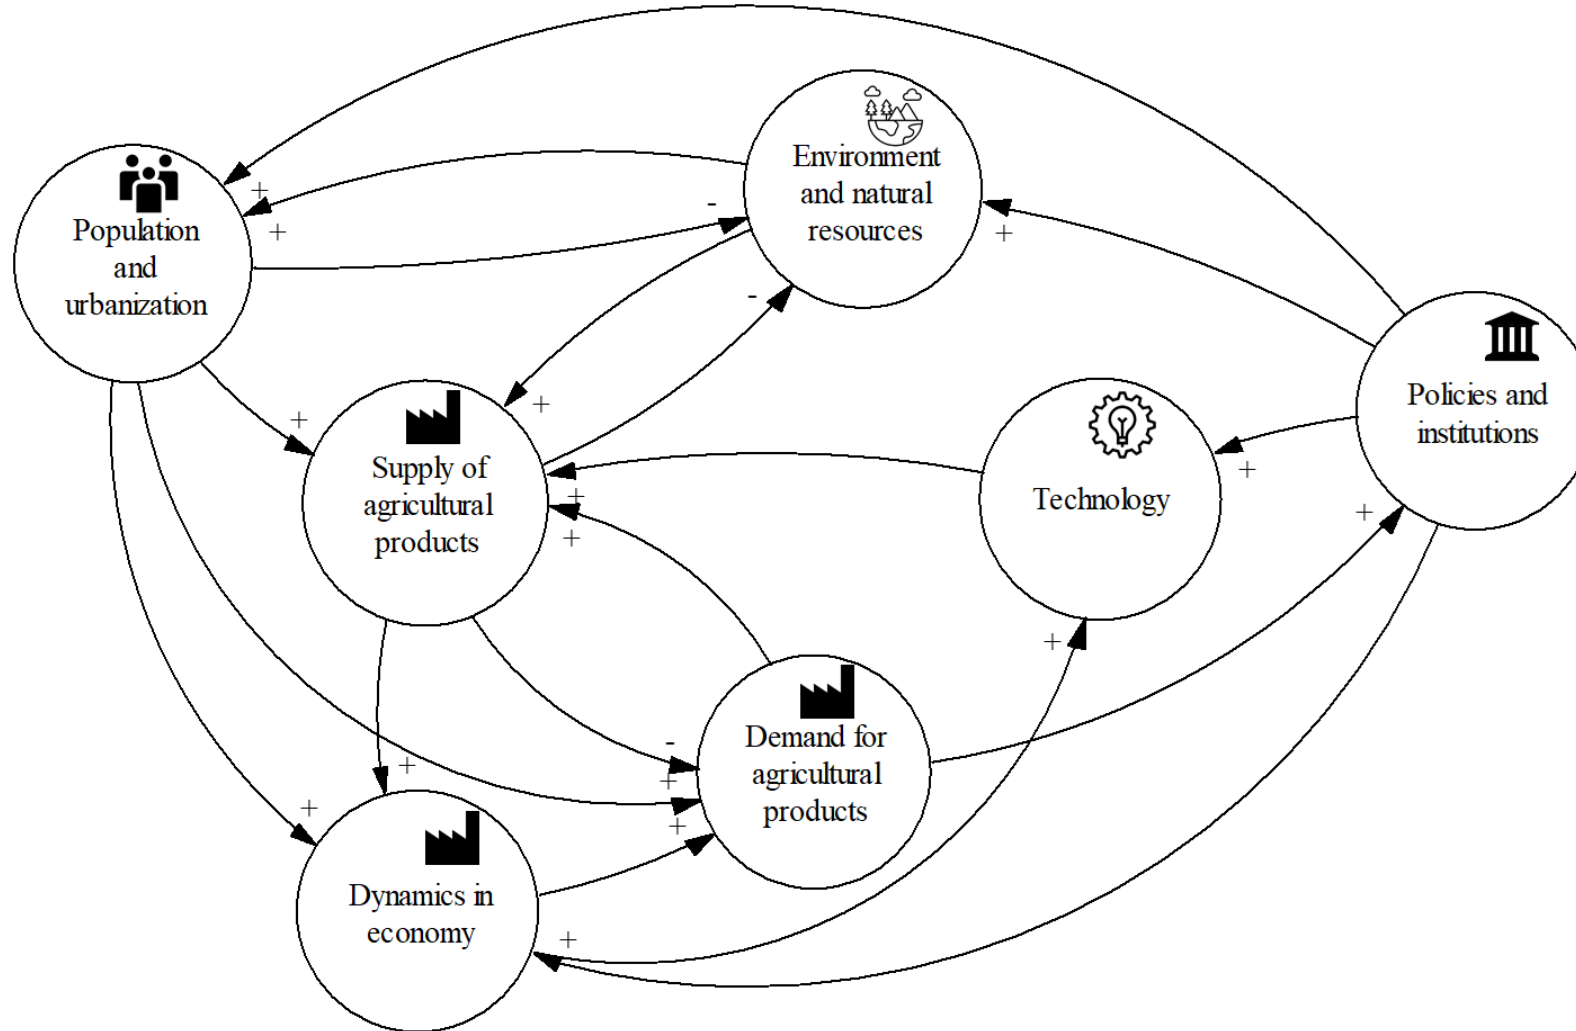 Environment
and natural
resources
Population
and
urbanization
+
+
-
+
-
+
+
Policies and
institutions
Supply of
agricultural
products
Technology
+
+
+
+
+
-
Demand for
agricultural
products
+
+
+
+
Dynamics in
economy
+